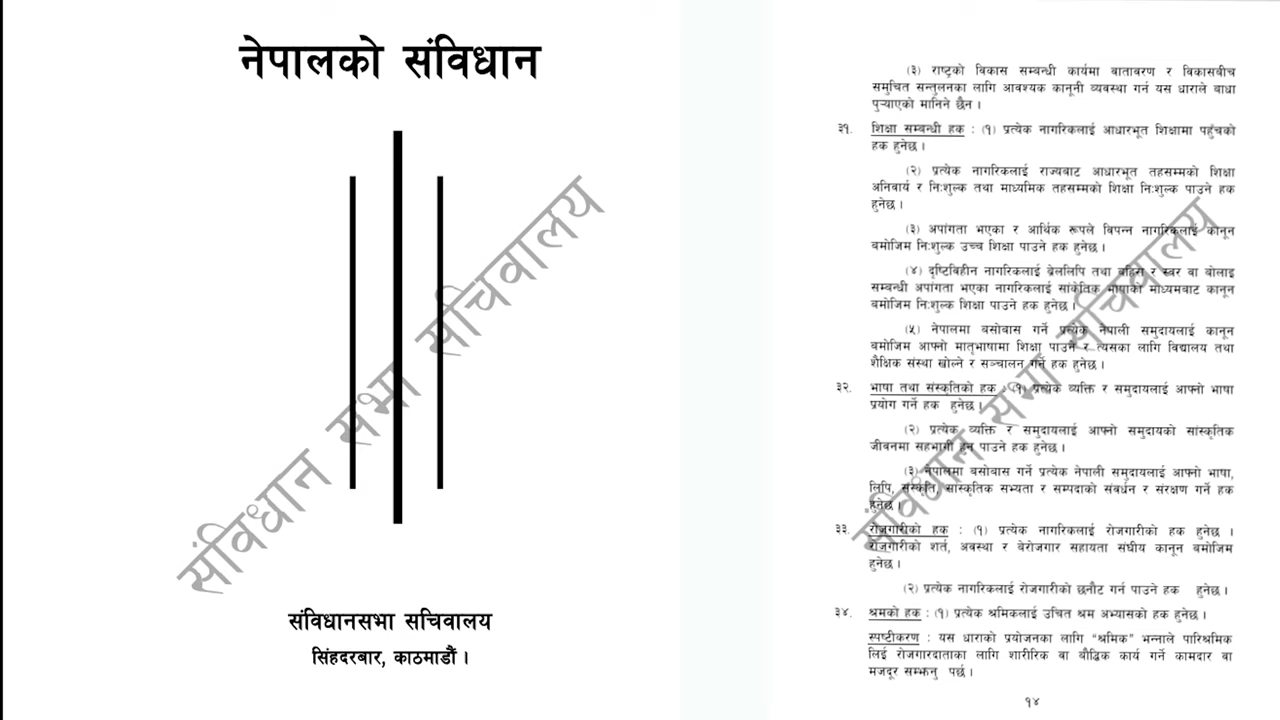 नेपालको संविधान
संविधान सभा सचिवालय
संविधानसभा सचिवालय
सिंहदरबार, काठमाडौं ।
(३) राष्ट्रको विकास सम्बन्धी कार्यमा वातावरण र विकासबीच
समुचित सन्तुलनका लागि आवश्यक कानूनी व्यवस्था गर्न यस धाराले बाधा
पुर्‍याएको मानिने छैन ।
३१. शिक्षा सम्बन्धी हक : (१) प्रत्येक नागरिकलाई आधारभूत शिक्षामा पहुँचको
हक हुनेछ ।
(२) प्रत्येक नागरिकलाई राज्यबाट आधारभूत तहसम्मको शिक्षा
अनिवार्य र निःशुल्क तथा माध्यमिक तहसम्मको शिक्षा निःशुल्क पाउने हक
हुनेछ ।
(३) अपांगता भएका र आर्थिक रूपले विपन्न नागरिकलाई कानून
बमोजिम निःशुल्क उच्च शिक्षा पाउने हक हुनेछ ।
(४) दृष्टिविहीन नागरिकलाई ब्रेललिपि तथा बहिरा र स्वर वा बोलाइ
सम्बन्धी अपांगता भएका नागरिकलाई सांकेतिक भाषाको माध्यमबाट कानून
बमोजिम निःशुल्क शिक्षा पाउने हक हुनेछ ।
(५) नेपालमा बसोबास गर्ने प्रत्येक नेपाली समुदायलाई कानून
बमोजिम आफ्नो मातृभाषामा शिक्षा पाउने र त्यसका लागि विद्यालय तथा
शैक्षिक संस्था खोल्ने र सञ्चालन गर्ने हक हुनेछ ।
३२. भाषा तथा संस्कृतिको हक : (१) प्रत्येक व्यक्ति र समुदायलाई आफ्नो भाषा
प्रयोग गर्ने हक हुनेछ ।
(२) प्रत्येक व्यक्ति र समुदायलाई आफ्नो समुदायको सांस्कृतिक
जीवनमा सहभागी हुन पाउने हक हुनेछ ।
(३) नेपालमा बसोबास गर्ने प्रत्येक नेपाली समुदायलाई आफ्नो भाषा,
लिपि, संस्कृति, सांस्कृतिक सभ्यता र सम्पदाको संवर्धन र संरक्षण गर्ने हक
हुनेछ ।
३३. रोजगारीको हक : (१) प्रत्येक नागरिकलाई रोजगारीको हक हुनेछ ।
रोजगारीको शर्त, अवस्था र बेरोजगार सहायता संघीय कानून बमोजिम
हुनेछ ।
(२) प्रत्येक नागरिकलाई रोजगारीको छनौट गर्न पाउने हक हुनेछ ।
३४. श्रमको हक : (१) प्रत्येक श्रमिकलाई उचित श्रम अभ्यासको हक हुनेछ ।
स्पष्टीकरण : यस धाराको प्रयोजनका लागि "श्रमिक" भन्नाले पारिश्रमिक
लिई रोजगारदाताका लागि शारीरिक वा बौद्धिक कार्य गर्ने कामदार वा
मजदूर सम्झनु पर्छ ।
१४
संविधान सभा सचिवालय